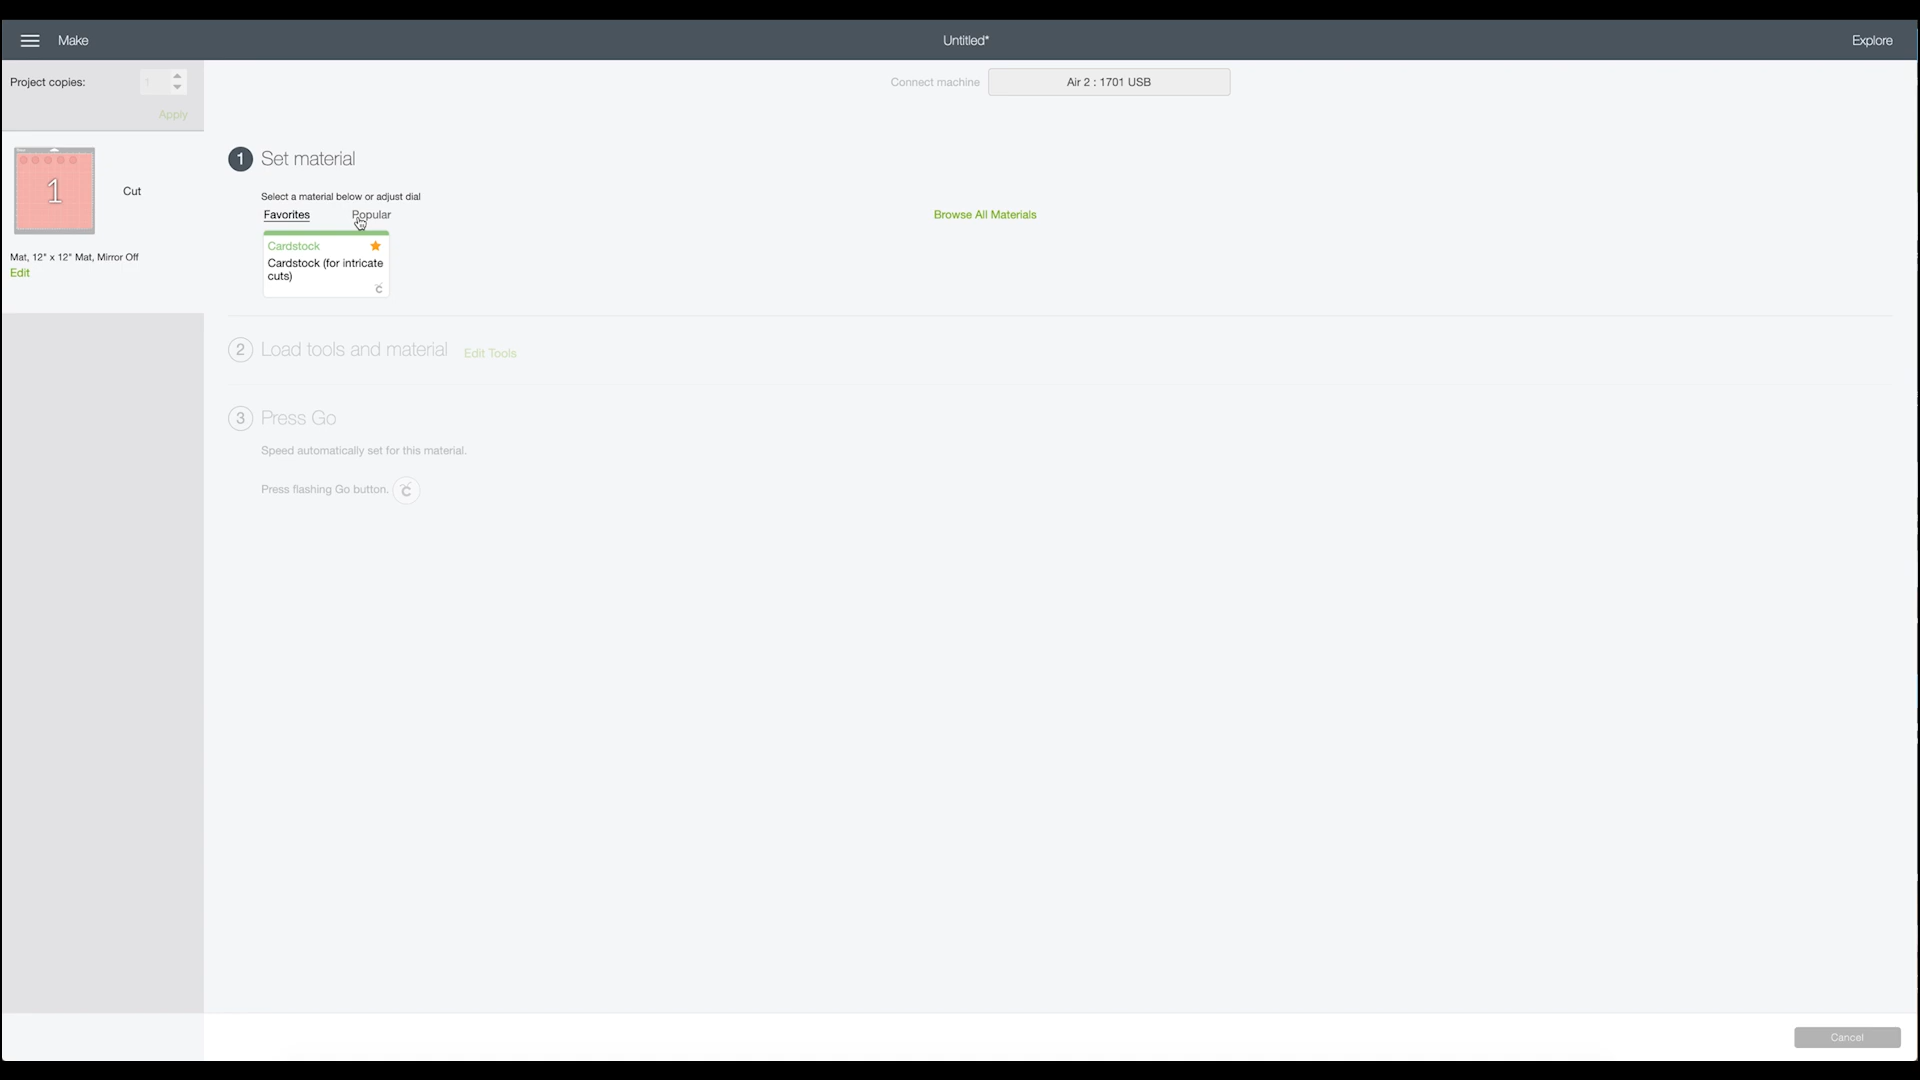 Make
Untitled*
Explore
Project copies:
1
Apply
Connect machine
Air 2 : 1701 USB
1
Cut
Mat, 12" x 12" Mat, Mirror Off
Edit
1 Set material
Select a material below or adjust dial
Favorites
Popular
Browse All Materials
Cardstock
Cardstock (for intricate
cuts)
2 Load tools and material
Edit Tools
3 Press Go
Speed automatically set for this material.
Press flashing Go button.
Cancel